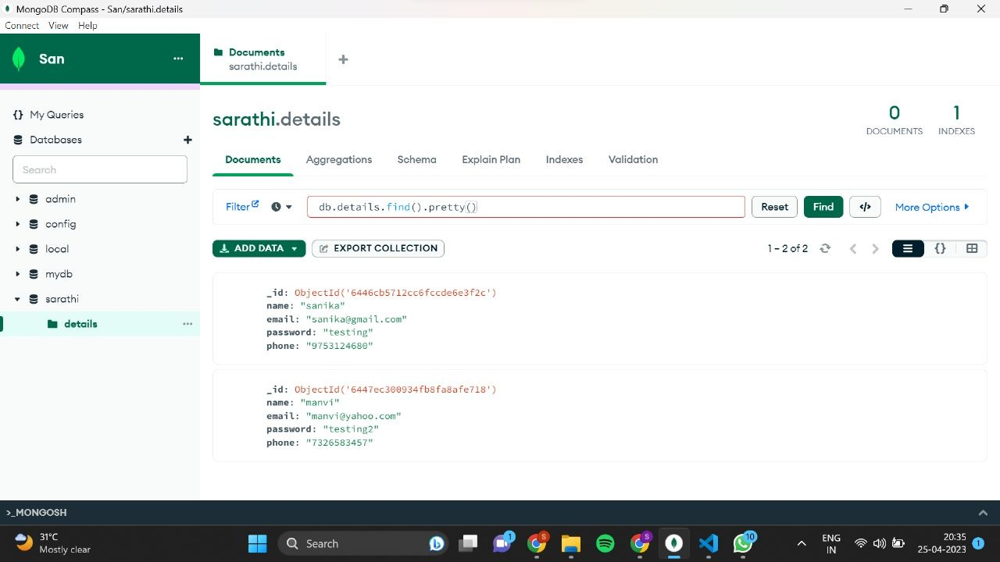 MongoDB Compass - San/sarathi.details
Connect View Help
San
Documents
sarathi.details
My Queries
Databases
Search
admin
config
local
mydb
sarathi
details
sarathi.details
0
DOCUMENTS
1
INDEXES
Documents Aggregations Schema Explain Plan Indexes Validation
Filter
db.details.find().pretty()
Reset Find </> More Options
ADD DATA EXPORT COLLECTION
1 – 2 of 2 {}
_id: ObjectId('6446cb5712cc6fccde6e3f2c')
name: "sanika"
email: "sanika@gmail.com"
password: "testing"
phone: "9753124680"
_id: ObjectId('6447ec300934fb8fa8afe718')
name: "manvi"
email: "manvi@yahoo.com"
password: "testing2"
phone: "7326583457"
>_MONGOSH
31°C
Mostly clear
Search
1
S
S
10
ENG
IN
20:35
25-04-2023
1